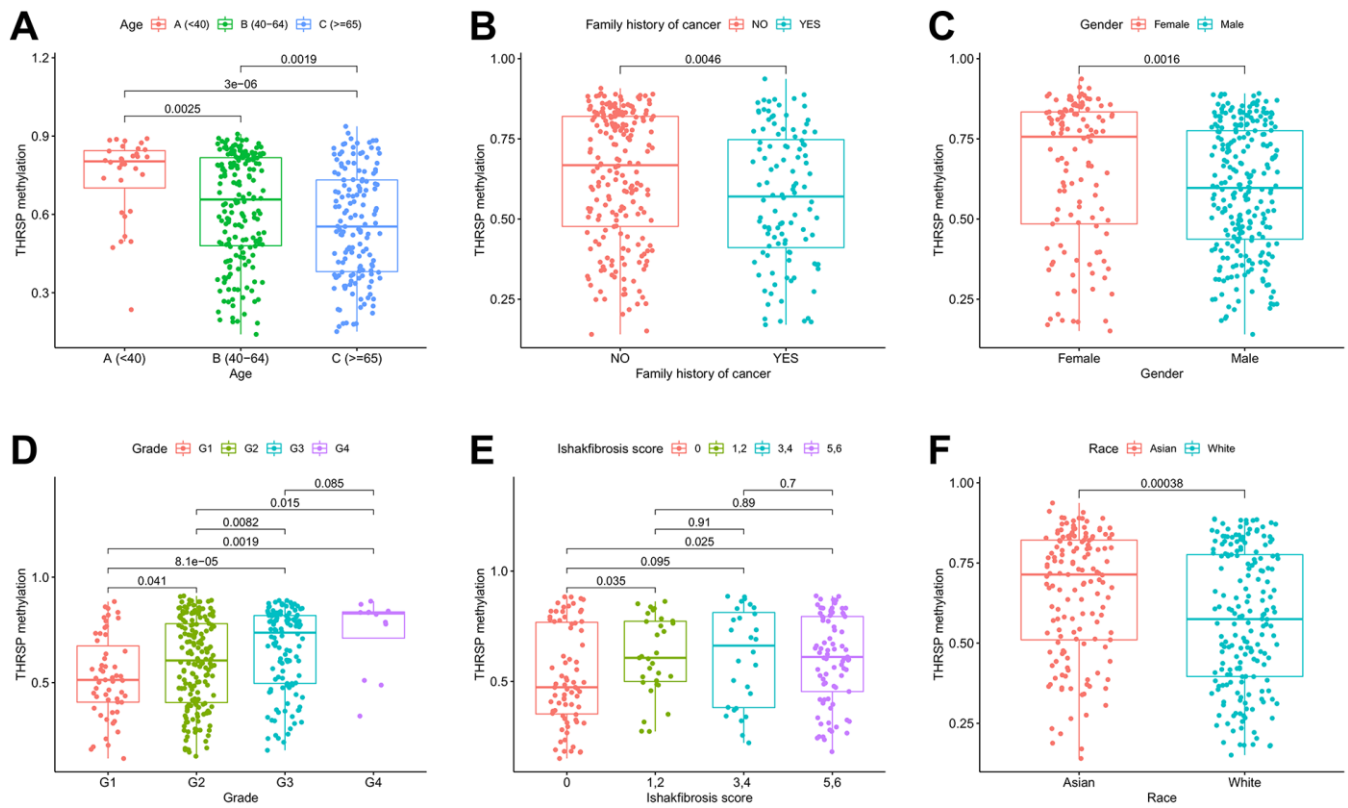 A
Age A (<40) B (40−64) C (>=65)
1.2
0.9
0.6
0.3
THRSP methylation
0.0019
3e−06
0.0025
A (<40) B (40−64) C (>=65)
Age
B
Family history of cancer NO YES
1.00
0.75
0.50
0.25
THRSP methylation
0.0046
NO YES
Family history of cancer
C
Gender Female Male
1.00
0.75
0.50
0.25
THRSP methylation
0.0016
Female Male
Gender
D
Grade G1 G2 G3 G4
1.0
0.5
THRSP methylation
0.085
0.015
0.0082
0.0019
8.1e−05
0.041
G1 G2 G3 G4
Grade
E
Ishakfibrosis score 0 1,2 3,4 5,6
1.0
0.5
THRSP methylation
0.7
0.89
0.91
0.025
0.095
0.035
0 1,2 3,4 5,6
Ishakfibrosis score
F
Race Asian White
1.00
0.75
0.50
0.25
THRSP methylation
0.00038
Asian White
Race